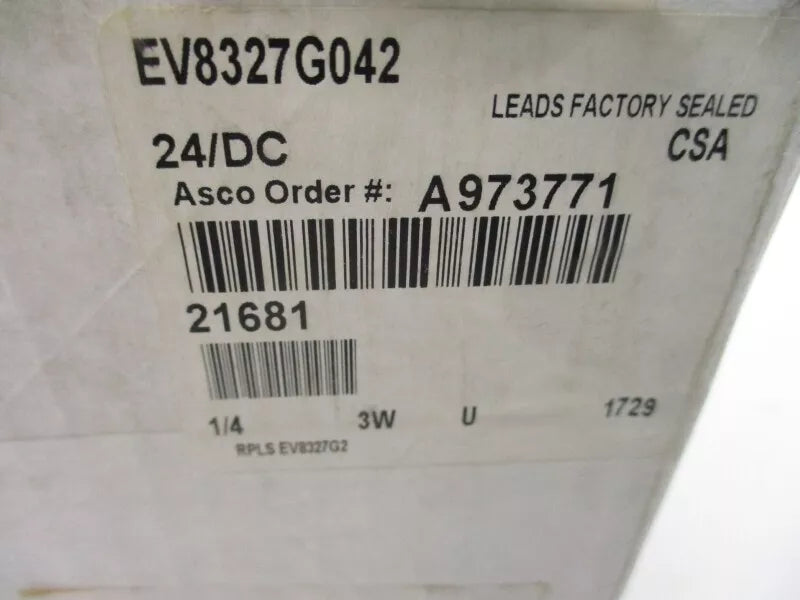 EV8327G042
LEADS FACTORY SEALED
24/DC CSA
Asco Order #: A973771
21681
1/4 3W U 1729
RPLS EV8327G2